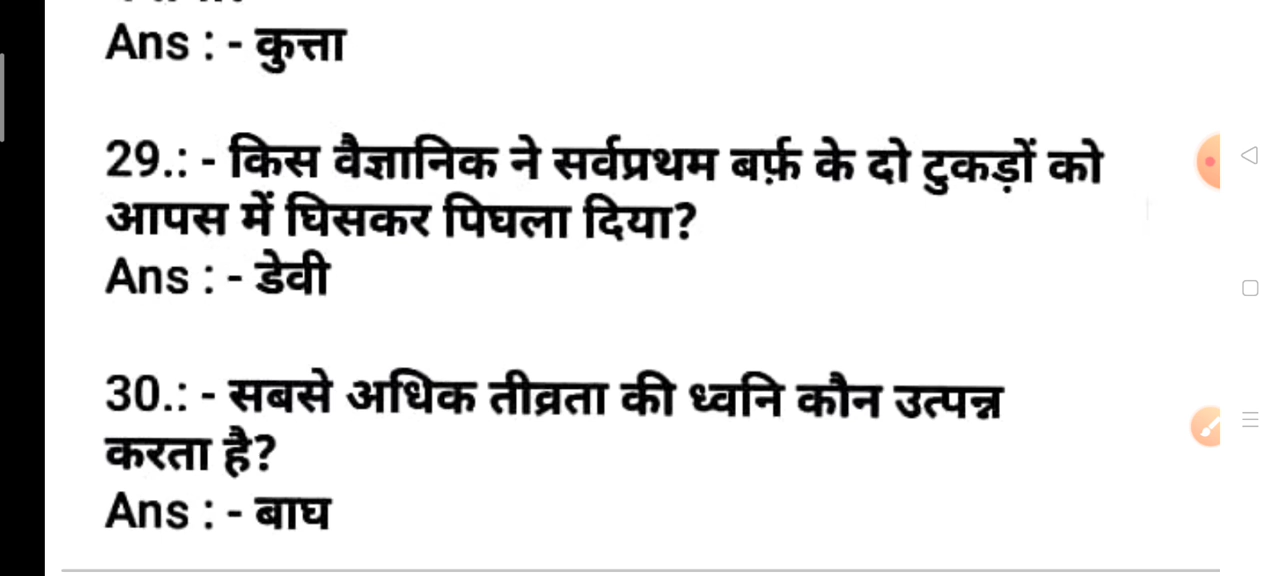 Ans : - कुत्ता
29.: - किस वैज्ञानिक ने सर्वप्रथम बर्फ़ के दो टुकड़ों को
आपस में घिसकर पिघला दिया?
Ans : - डेवी
30.: - सबसे अधिक तीव्रता की ध्वनि कौन उत्पन्न
करता है?
Ans : - बाघ